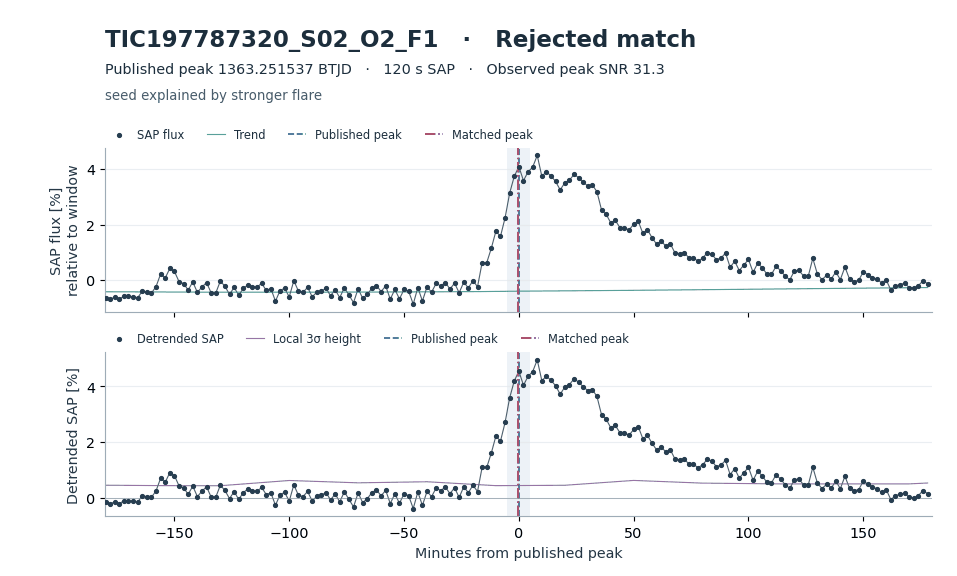 TIC197787320_S02_O2_F1 · Rejected match
Published peak 1363.251537 BTJD · 120 s SAP · Observed peak SNR 31.3
seed explained by stronger flare
SAP flux Trend Published peak Matched peak
SAP flux [%]
relative to window
4
2
0
Detrended SAP Local 3σ height Published peak Matched peak
Detrended SAP [%]
4
2
0
−150 −100 −50 0 50 100 150
Minutes from published peak